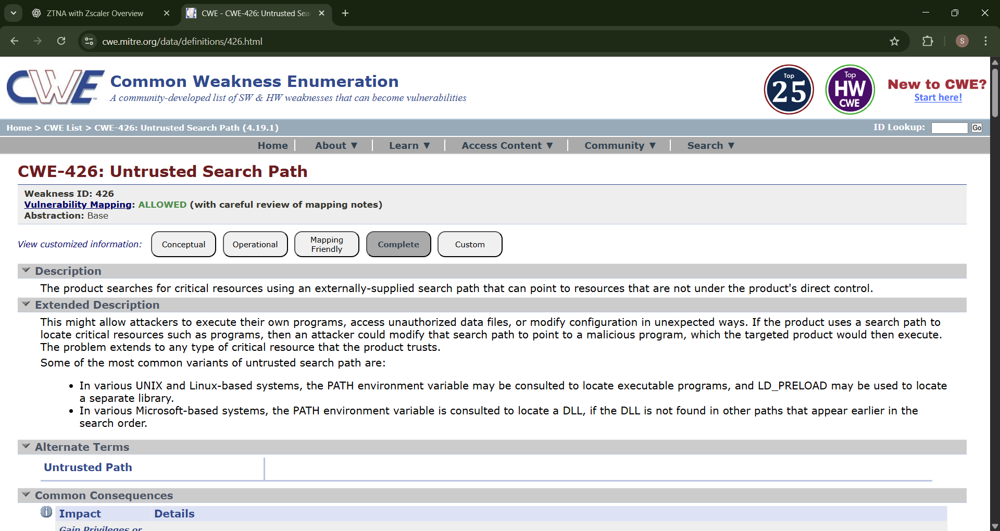 ZTNA with Zscaler Overview
CWE - CWE-426: Untrusted Sea
cwe.mitre.org/data/definitions/426.html
S
CWE
Common Weakness Enumeration
A community-developed list of SW & HW weaknesses that can become vulnerabilities
Top
25
Top
HW
CWE
New to CWE?
Start here!
Home > CWE List > CWE-426: Untrusted Search Path (4.19.1)
ID Lookup:
Go
Home
About ▼
Learn ▼
Access Content ▼
Community ▼
Search ▼
CWE-426: Untrusted Search Path
Weakness ID: 426
Vulnerability Mapping: ALLOWED (with careful review of mapping notes)
Abstraction: Base
View customized information:
Conceptual
Operational
Mapping
Friendly
Complete
Custom
Description
The product searches for critical resources using an externally-supplied search path that can point to resources that are not under the product's direct control.
Extended Description
This might allow attackers to execute their own programs, access unauthorized data files, or modify configuration in unexpected ways. If the product uses a search path to
locate critical resources such as programs, then an attacker could modify that search path to point to a malicious program, which the targeted product would then execute.
The problem extends to any type of critical resource that the product trusts.
Some of the most common variants of untrusted search path are:
• In various UNIX and Linux-based systems, the PATH environment variable may be consulted to locate executable programs, and LD_PRELOAD may be used to locate
a separate library.
• In various Microsoft-based systems, the PATH environment variable is consulted to locate a DLL, if the DLL is not found in other paths that appear earlier in the
search order.
Alternate Terms
Untrusted Path
Common Consequences
Impact
Details
Gain Privileges or